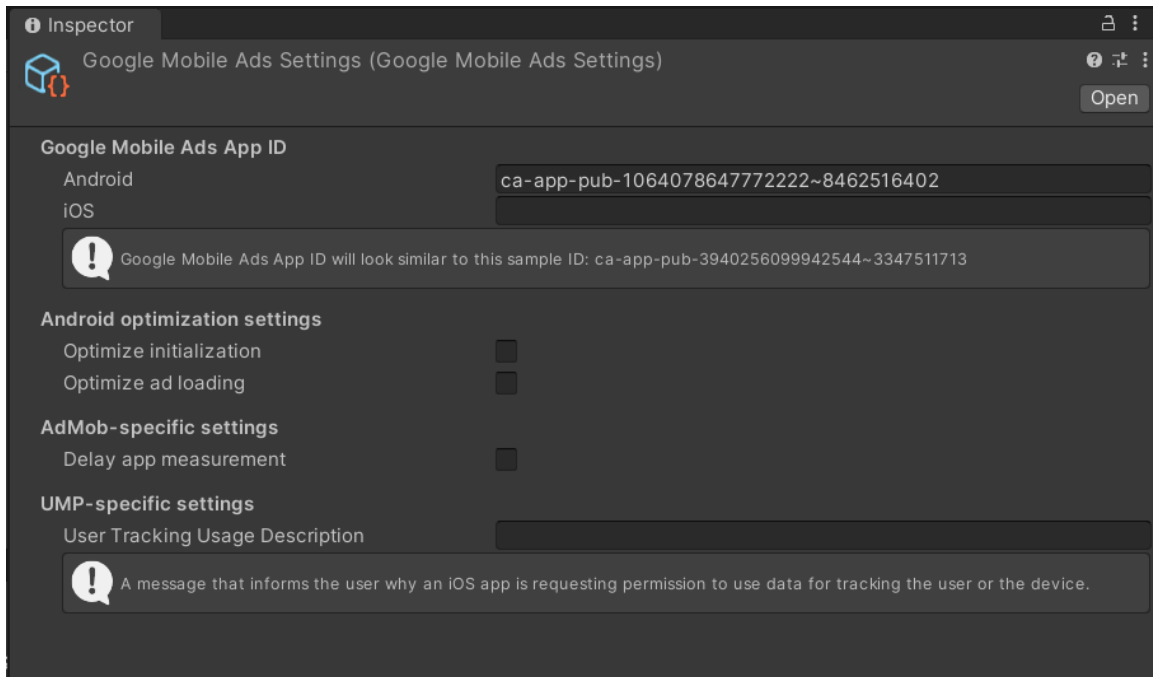 Inspector
Google Mobile Ads Settings (Google Mobile Ads Settings)
Open
Google Mobile Ads App ID
Android ca-app-pub-1064078647772222~8462516402
iOS
Google Mobile Ads App ID will look similar to this sample ID: ca-app-pub-3940256099942544~3347511713
Android optimization settings
Optimize initialization
Optimize ad loading
AdMob-specific settings
Delay app measurement
UMP-specific settings
User Tracking Usage Description
A message that informs the user why an iOS app is requesting permission to use data for tracking the user or the device.